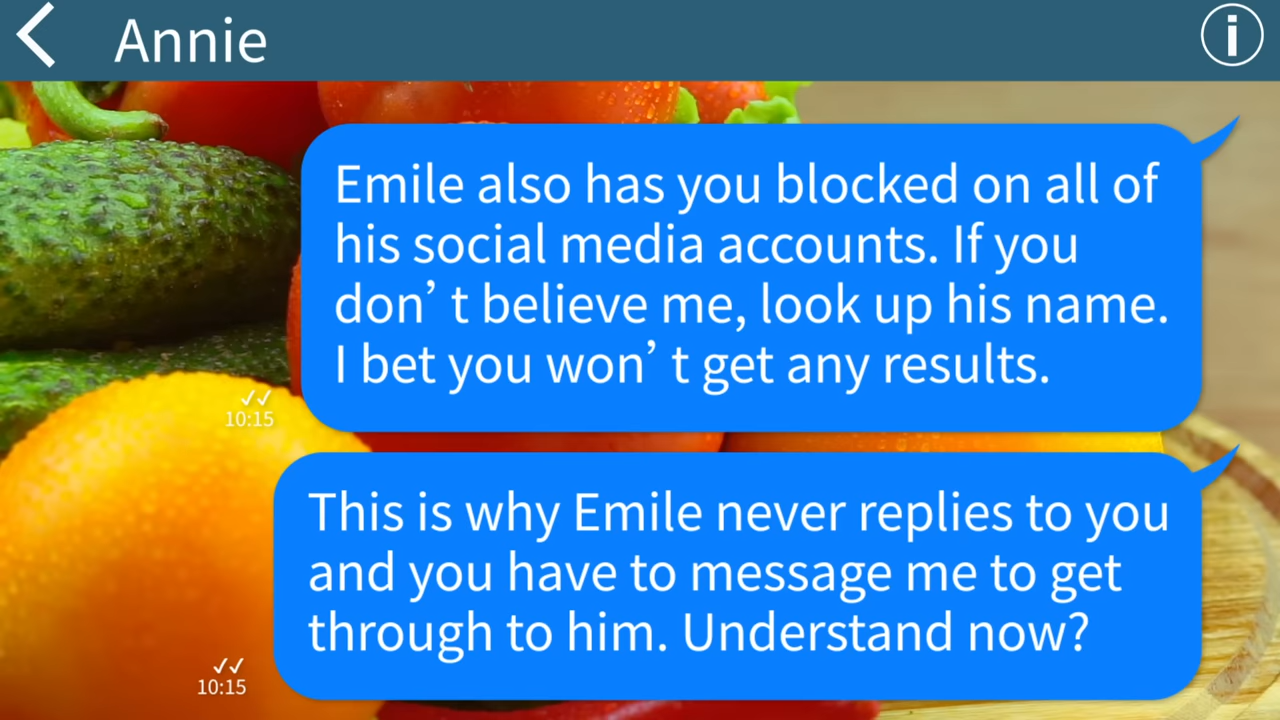 Annie
Emile also has you blocked on all of
his social media accounts. If you
don’ t believe me, look up his name.
I bet you won’ t get any results.
10:15
This is why Emile never replies to you
and you have to message me to get
through to him. Understand now?
10:15